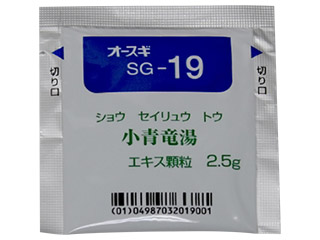 オースギ
SG-19
切り口
切り口
ショウ セイリュウ トウ
小青竜湯
エキス顆粒 2.5g
(01)04987032019001